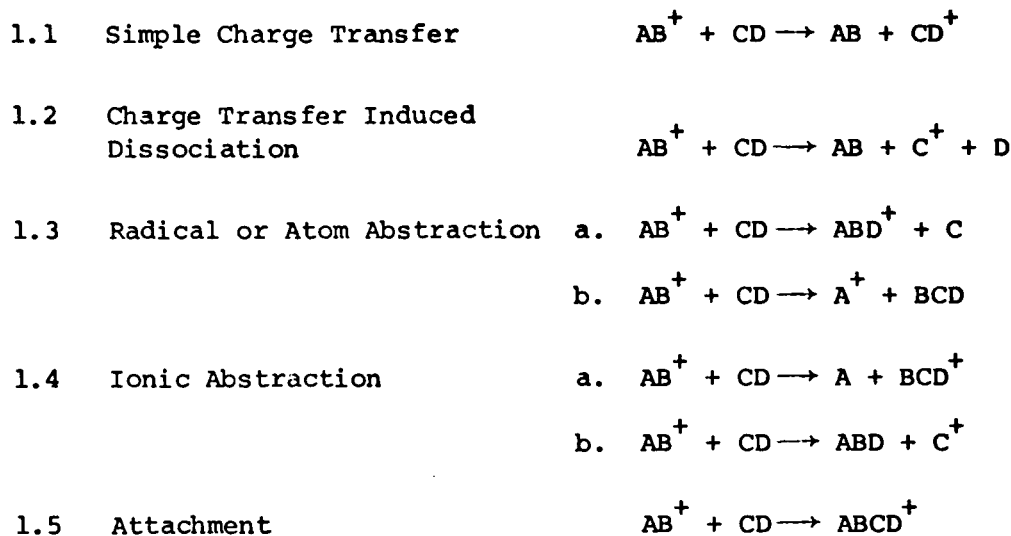 1.1 Simple Charge Transfer AB⁺ + CD → AB + CD⁺
1.2 Charge Transfer Induced
Dissociation AB⁺ + CD → AB + C⁺ + D
1.3 Radical or Atom Abstraction a. AB⁺ + CD → ABD⁺ + C
b. AB⁺ + CD → A⁺ + BCD
1.4 Ionic Abstraction a. AB⁺ + CD → A + BCD⁺
b. AB⁺ + CD → ABD + C⁺
1.5 Attachment AB⁺ + CD → ABCD⁺